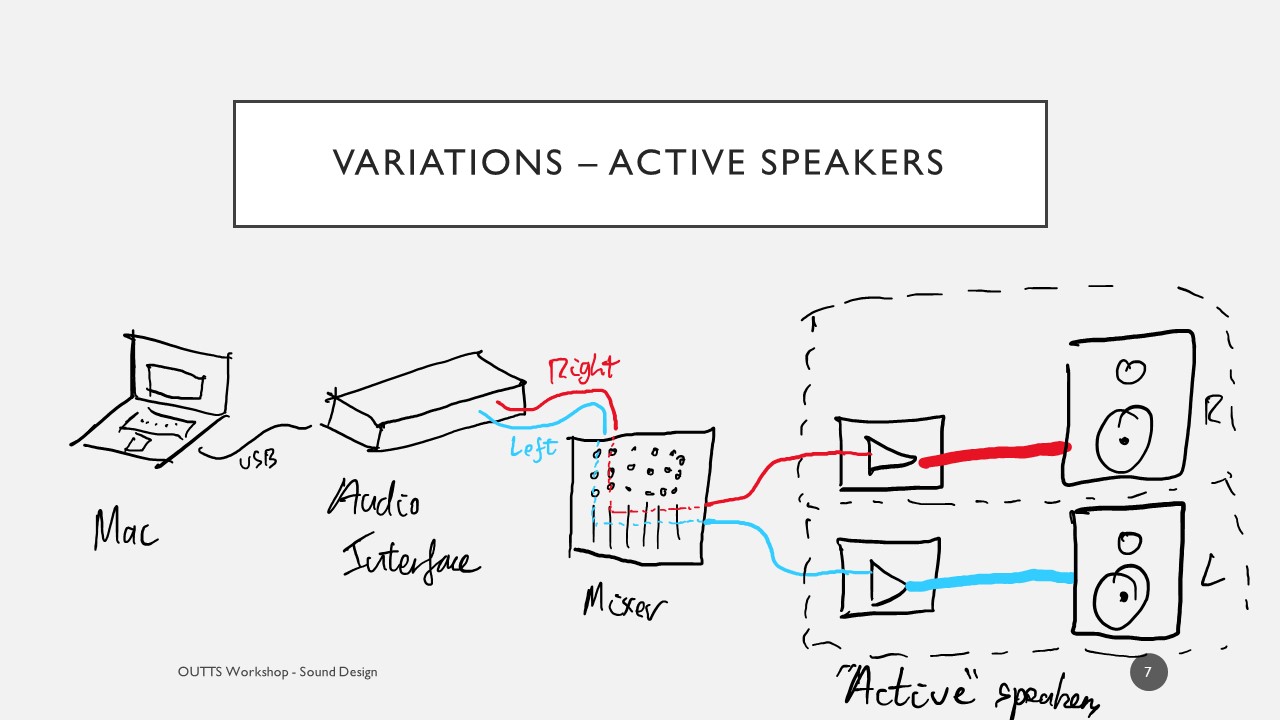 VARIATIONS – ACTIVE SPEAKERS
Right
Left
USB
R
Mac
Audio
Interface
Mixer
L
OUTTS Workshop - Sound Design
7
"Active" speakers